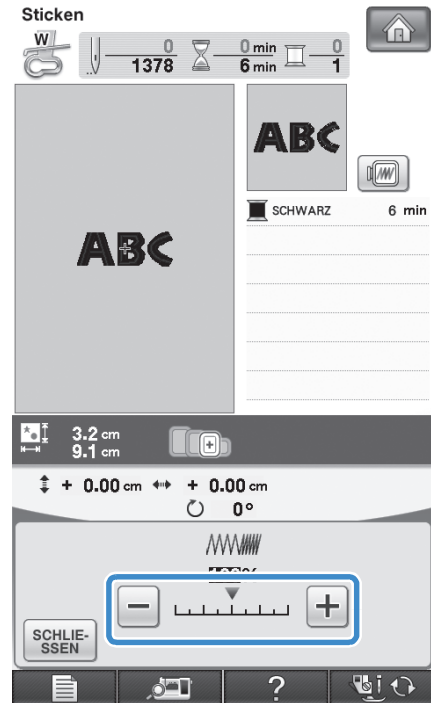 Sticken
W
0 0 min 0
1378 6 min 1
ABC
SCHWARZ 6 min
ABC
3.2 cm
9.1 cm
+ 0.00 cm + 0.00 cm
0°
SCHLIE-
SSEN
?